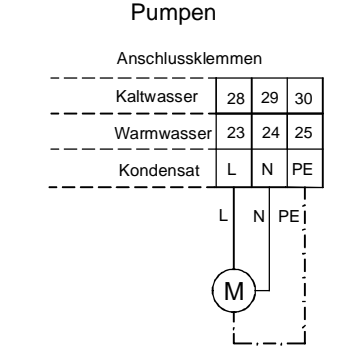 Pumpen
Anschlussklemmen
Kaltwasser 28 29 30
Warmwasser 23 24 25
Kondensat L N PE
L N PE
M